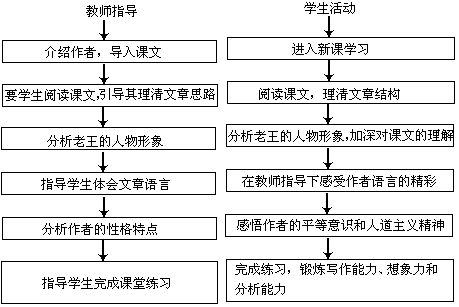 教师指导
介绍作者，导入课文
要学生阅读课文,引导其理清文章思路
分析老王的人物形象
指导学生体会文章语言
分析作者的性格特点
指导学生完成课堂练习
学生活动
进入新课学习
阅读课文，理清文章结构
分析老王的人物形象,加深对课文的理解
在教师指导下感受作者语言的精彩
感悟作者的平等意识和人道主义精神
完成练习，锻炼写作能力、想象力和
分析能力